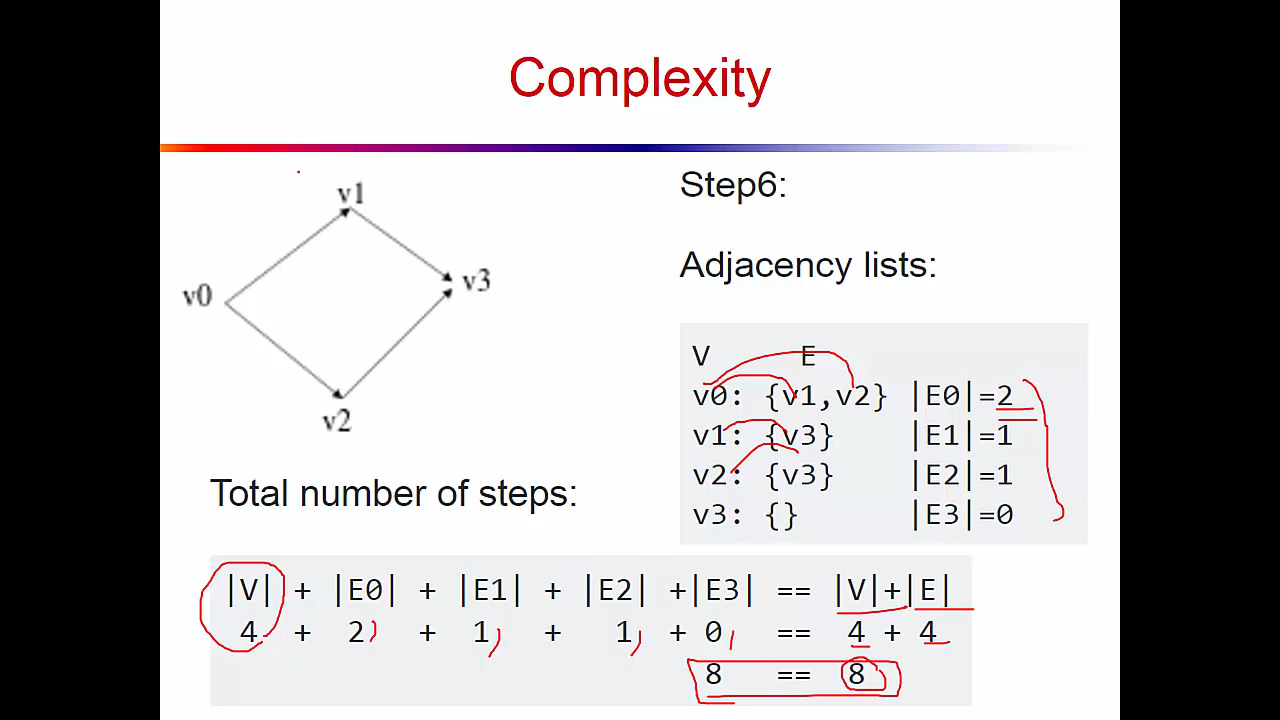 Complexity
v1
v0
v3
v2
Step6:
Adjacency lists:
V E
v0: {v1,v2} |E0|=2
v1: {v3} |E1|=1
v2: {v3} |E2|=1
v3: {} |E3|=0
Total number of steps:
|V| + |E0| + |E1| + |E2| +|E3| == |V|+|E|
4 + 2 + 1 + 1 + 0 == 4 + 4
8 == 8